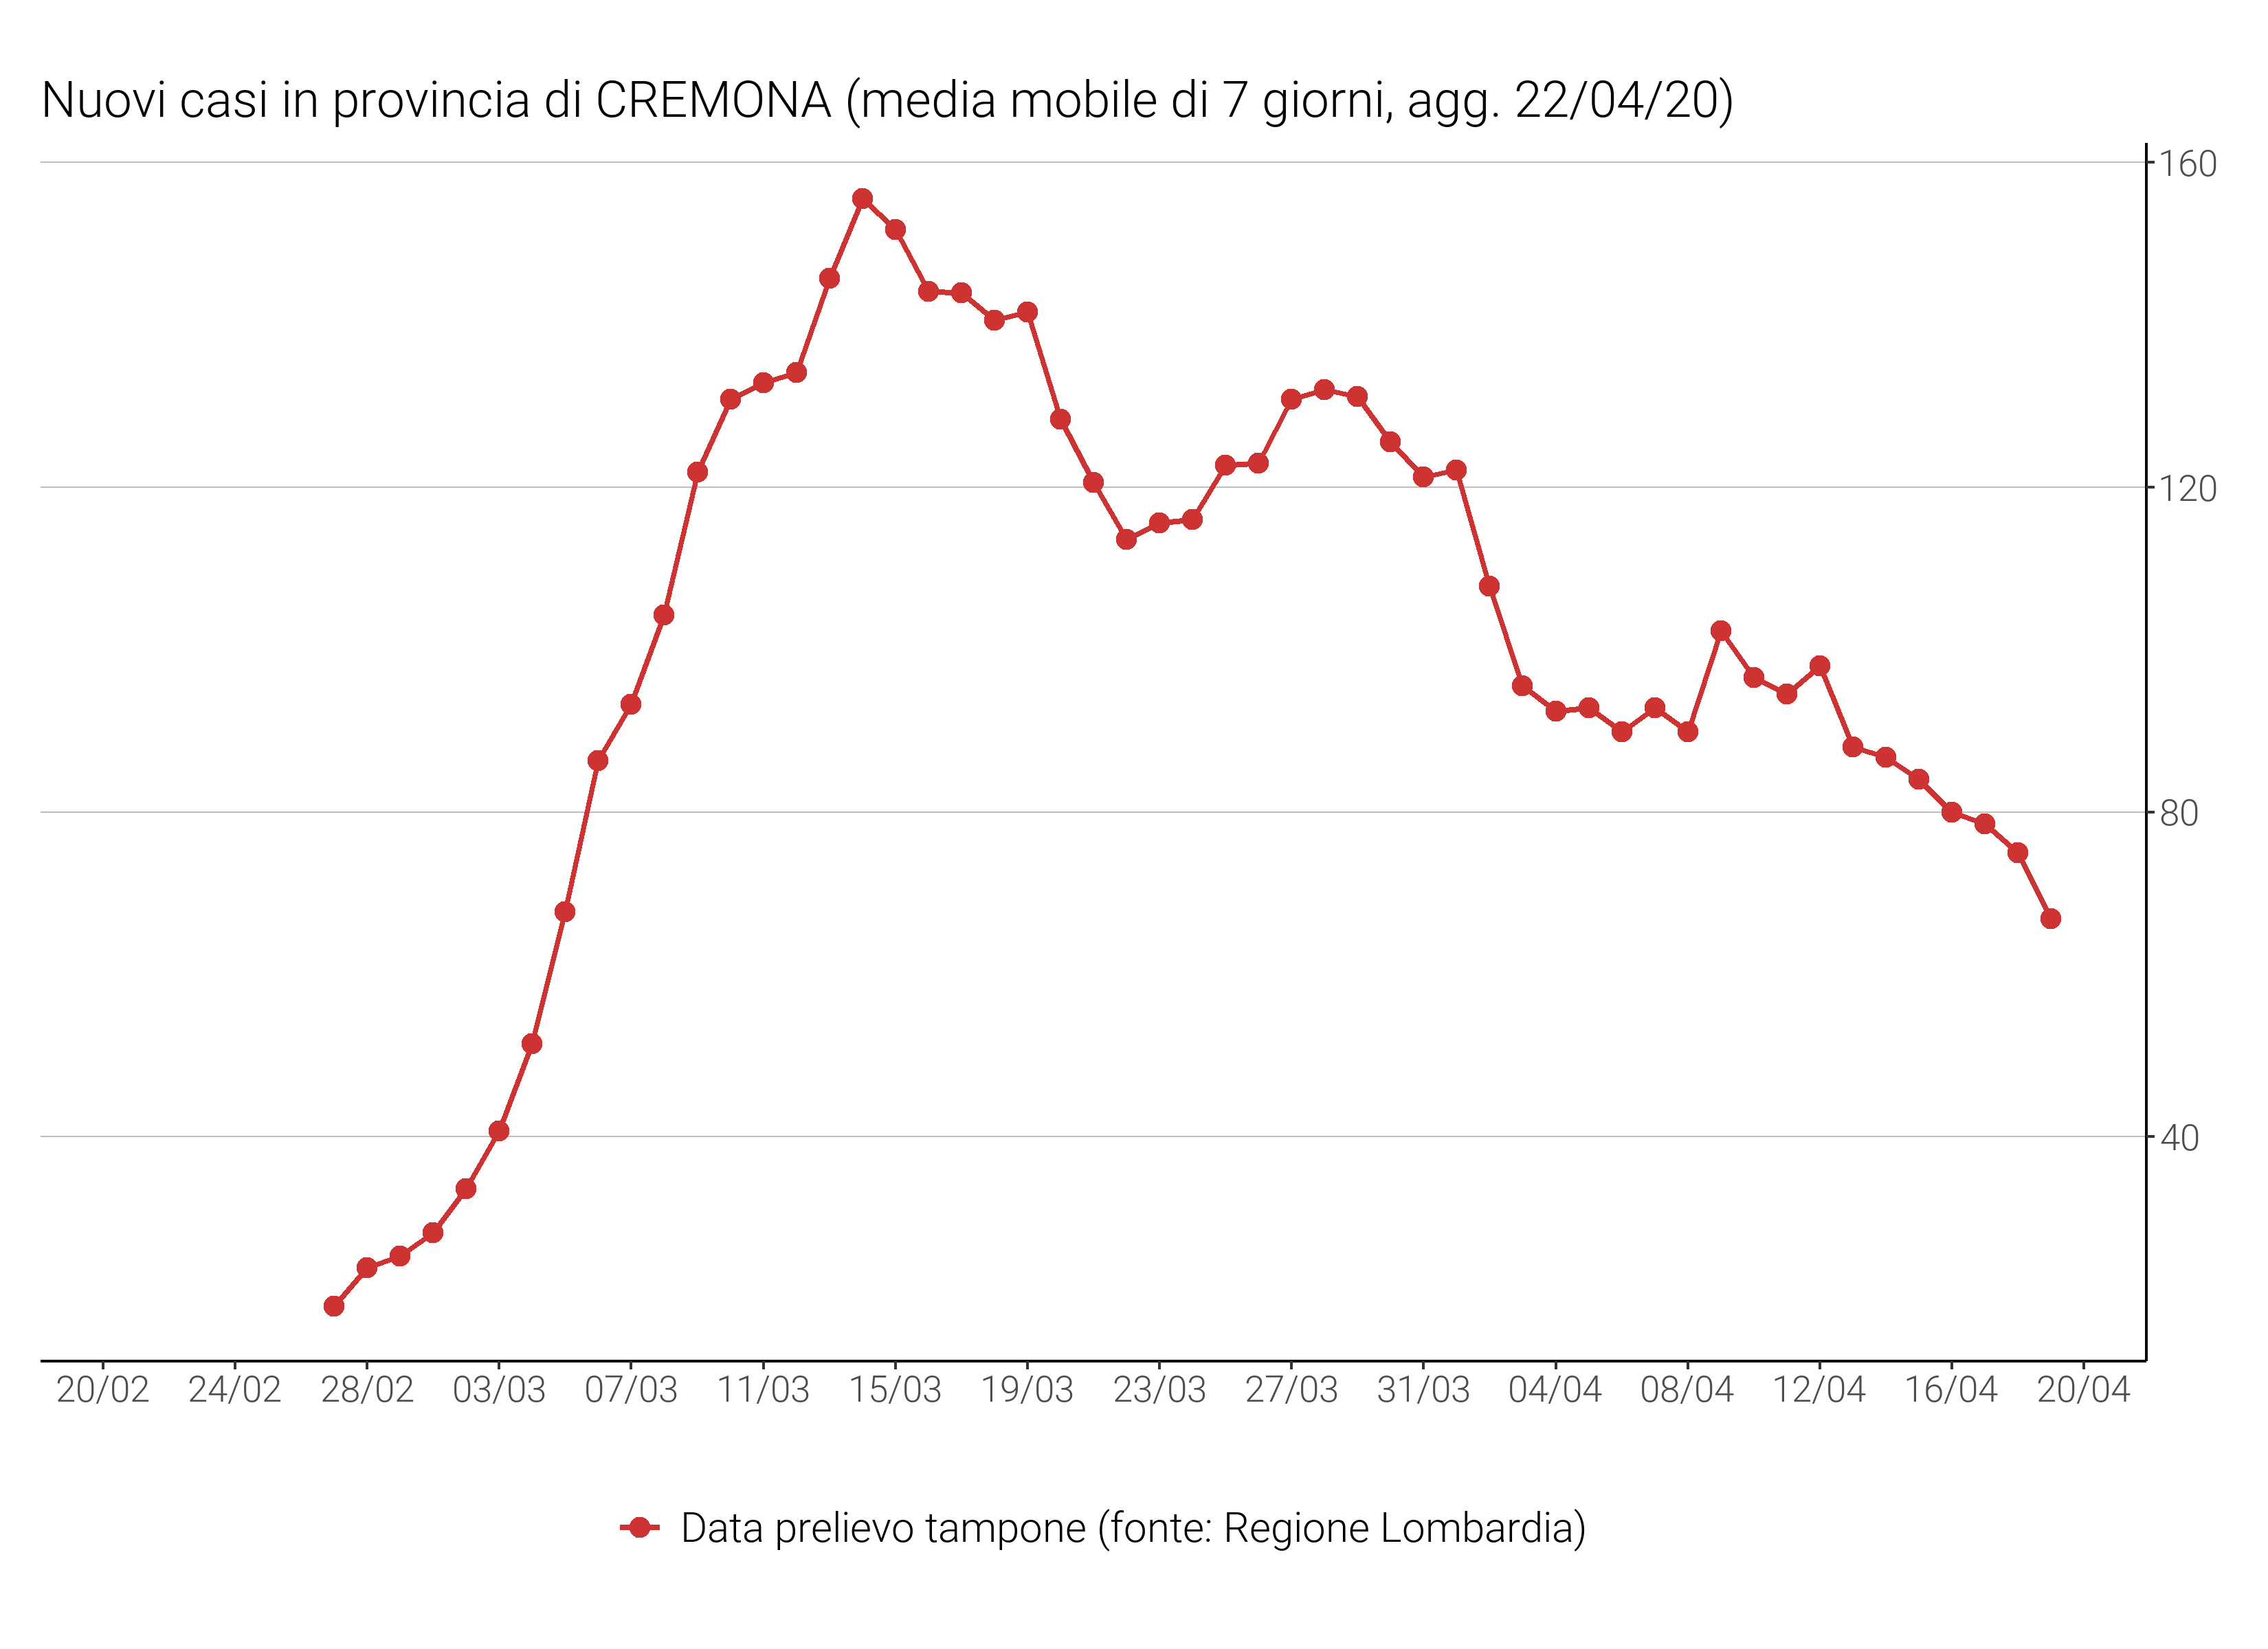 Nuovi casi in provincia di CREMONA (media mobile di 7 giorni, agg. 22/04/20)
160
120
80
40
20/02 24/02 28/02 03/03 07/03 11/03 15/03 19/03 23/03 27/03 31/03 04/04 08/04 12/04 16/04 20/04
Data prelievo tampone (fonte: Regione Lombardia)